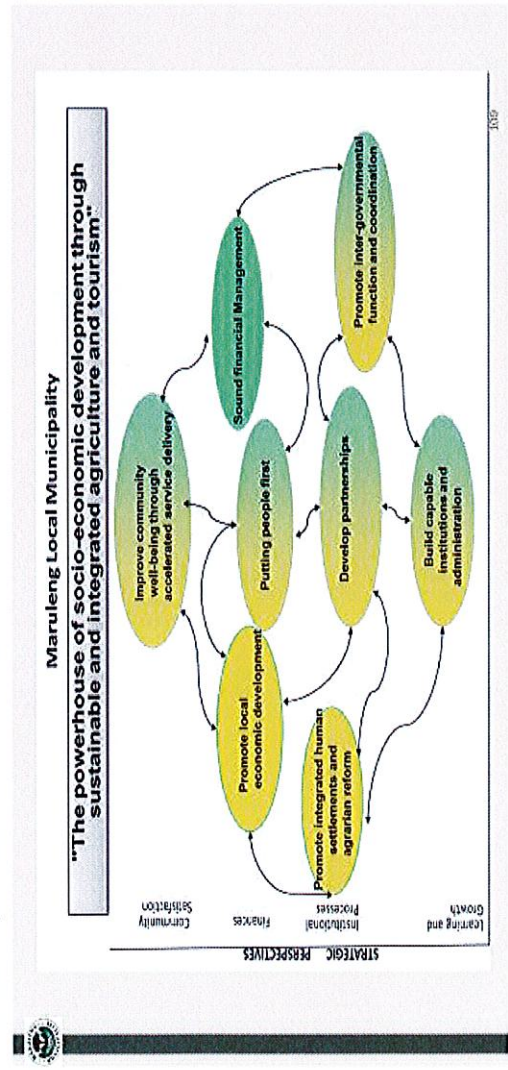 Maruleng Local Municipality
"The powerhouse of socio-economic development through
sustainable and integrated agriculture and tourism"
STRATEGIC PERSPECTIVES
Community
Satisfaction
Finances
Institutional
Processes
Learning and
Growth
Improve community
well-being through
accelerated service delivery
Promote local
economic development
Putting people first
Sound financial Management
Promote integrated human
settlements and
agrarian reform
Develop partnerships
Promote inter-governmental
function and coordination
Build capable
institutions and
administration
109